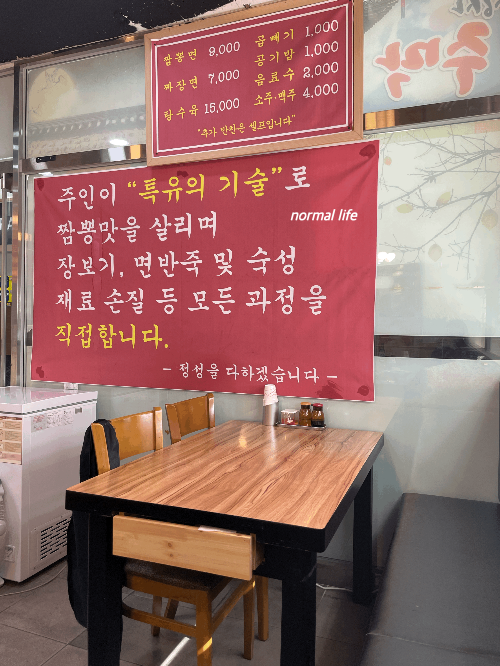 짬뽕면 9,000 곱빼기 1,000
짜장면 7,000 공기밥 1,000
탕수육 15,000 음료수 2,000
소주·맥주 4,000
"추가 반찬은 셀프입니다"
주막
주인이 "특유의 기술"로
normal life
짬뽕맛을 살리며
장보기, 면반죽 및 숙성
재료 손질 등 모든 과정을
직접합니다.
- 정성을 다하겠습니다 -